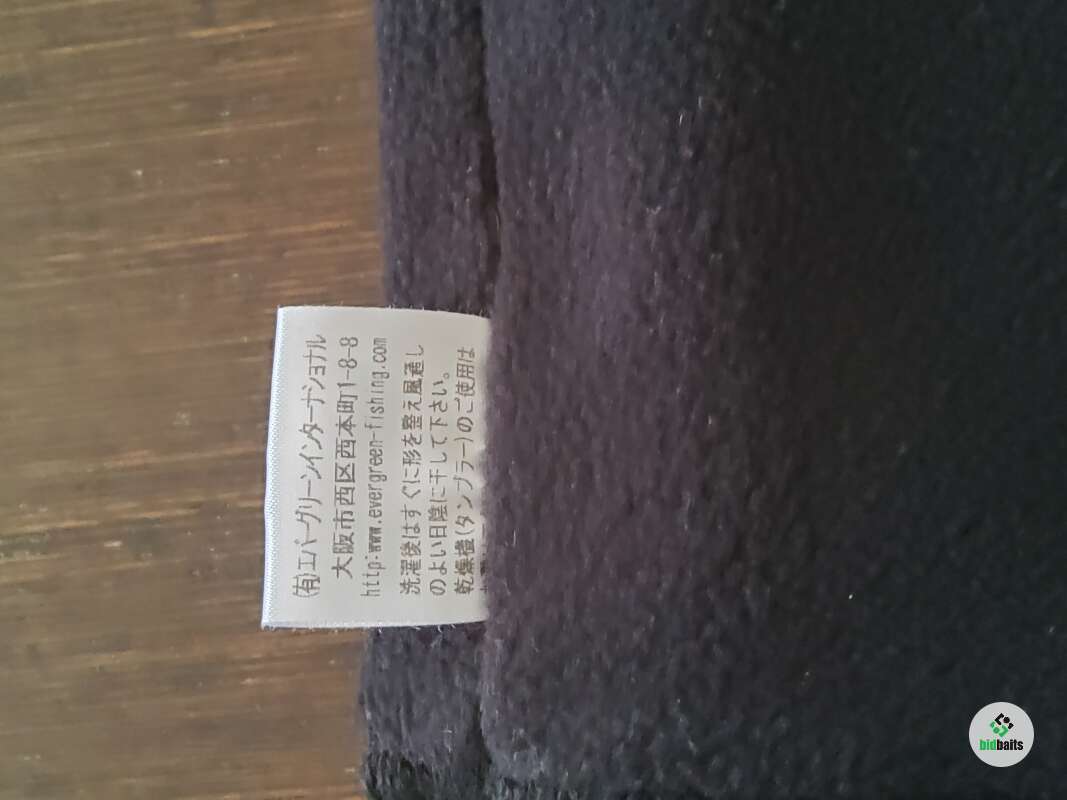 (有)エバーグリーンインターナショナル
大阪市西区西本町1-8-8
http:www.evergreen-fishing.com
洗濯後はすぐに形を整え風通し
のよい日陰に干して下さい。
乾燥機(タンブラー)のご使用は
bidbaits